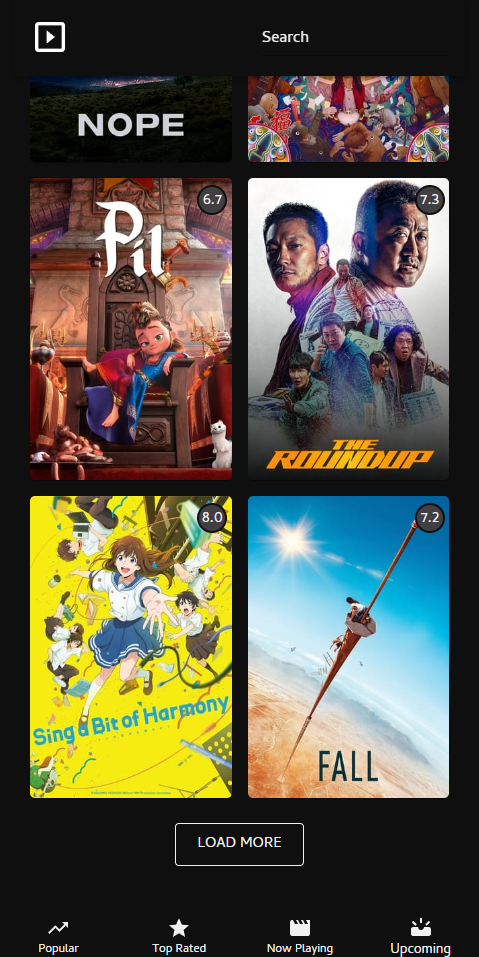 Search
NOPE
福
6.7
Pil
7.3
THE
ROUNDUP
8.0
Sing a Bit of Harmony
7.2
FALL
LOAD MORE
Popular
Top Rated
Now Playing
Upcoming